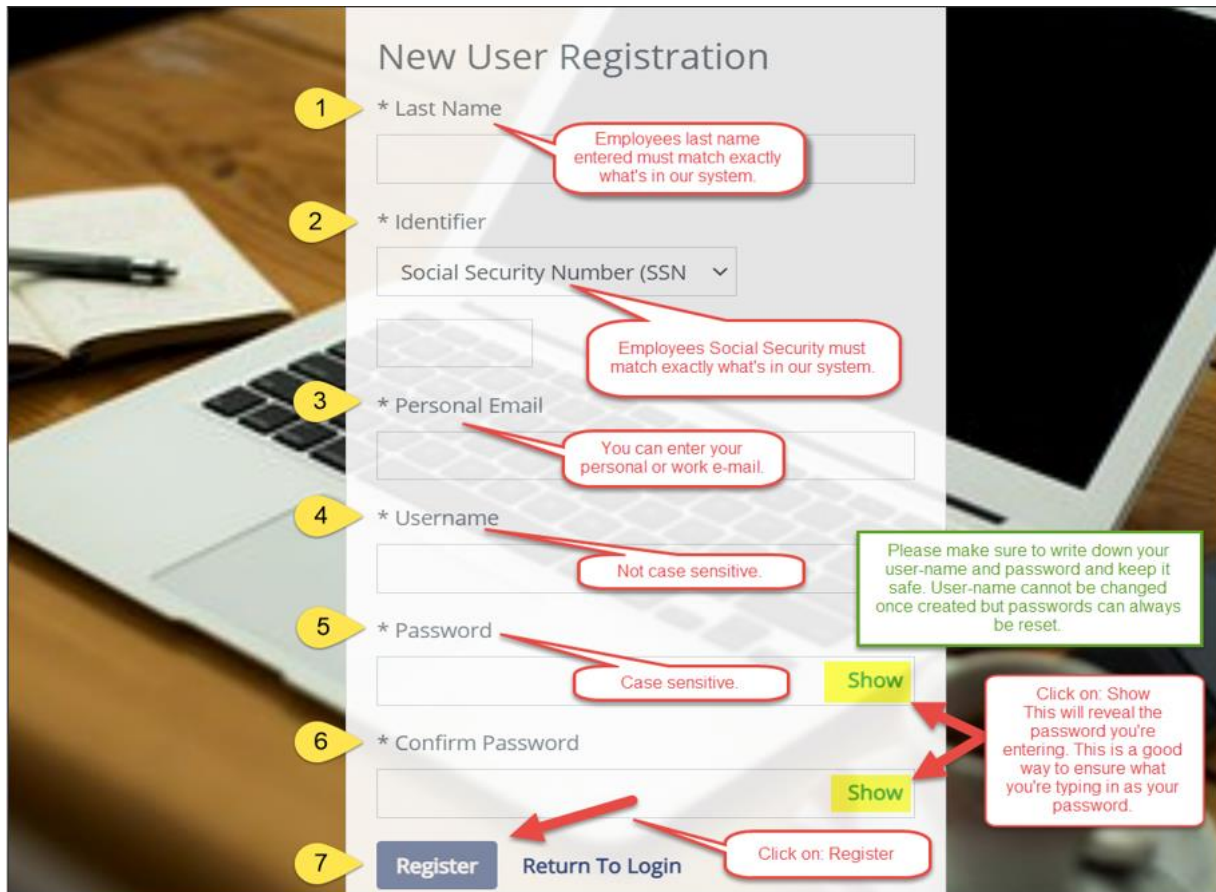 New User Registration
1
* Last Name
Employees last name
entered must match exactly
what's in our system.
2
* Identifier
Social Security Number (SSN
Employees Social Security must
match exactly what's in our system.
3
* Personal Email
You can enter your
personal or work e-mail.
4
* Username
Not case sensitive.
Please make sure to write down your
user-name and password and keep it
safe. User-name cannot be changed
once created but passwords can always
be reset.
5
* Password
Case sensitive.
Show
Click on: Show
This will reveal the
password you're
entering. This is a good
way to ensure what
you're typing in as your
password.
6
* Confirm Password
Show
7
Register
Return To Login
Click on: Register